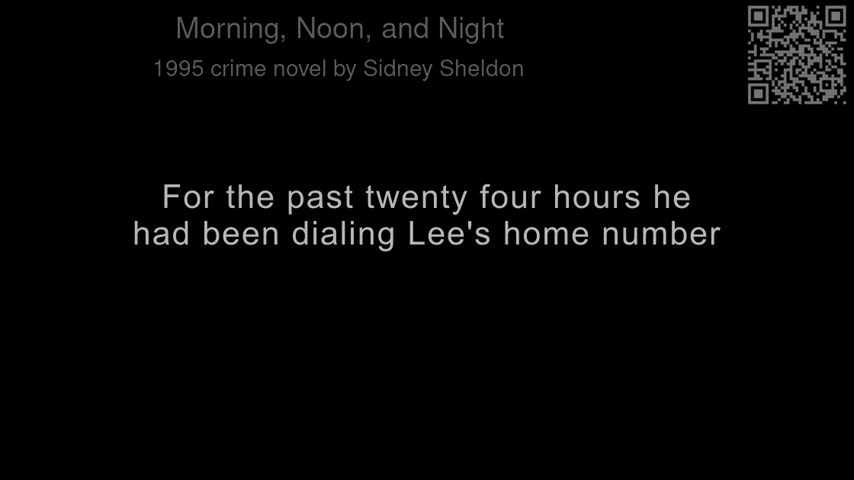 Morning, Noon, and Night
1995 crime novel by Sidney Sheldon
For the past twenty four hours he
had been dialing Lee's home number